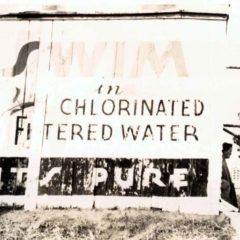 SWIM
in
CHLORINATED
FILTERED WATER
IT'S PURE